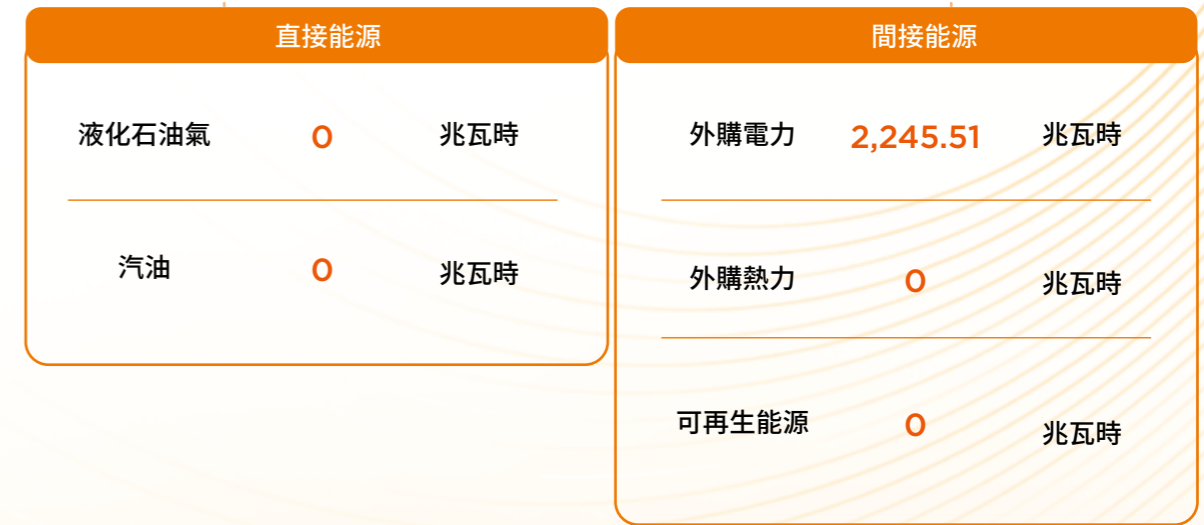 直接能源
液化石油氣 0 兆瓦時
汽油 0 兆瓦時
間接能源
外購電力 2,245.51 兆瓦時
外購熱力 0 兆瓦時
可再生能源 0 兆瓦時